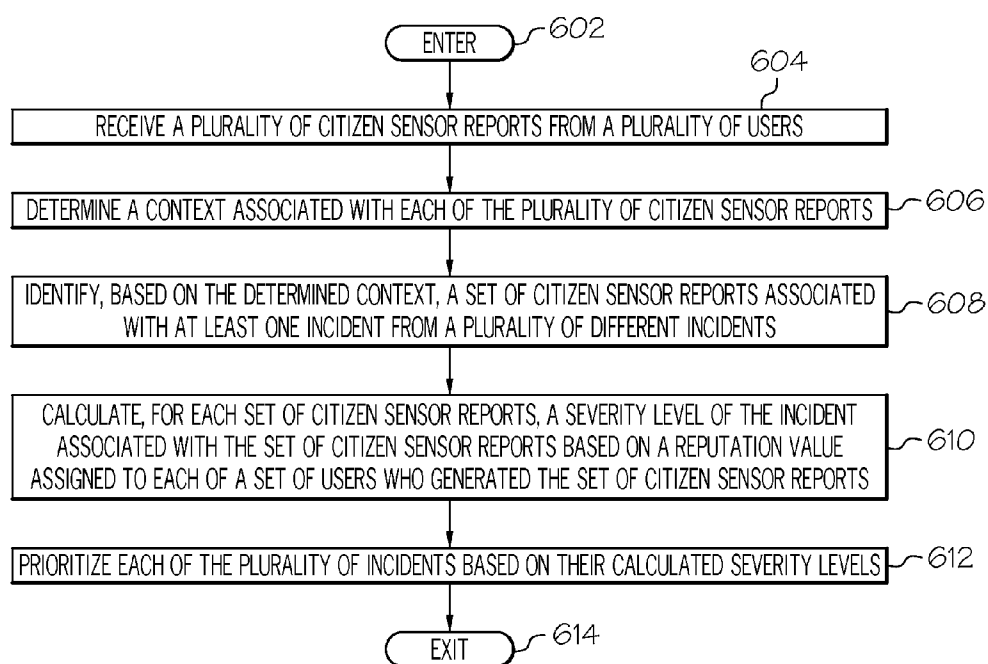 ENTER
602
604
RECEIVE A PLURALITY OF CITIZEN SENSOR REPORTS FROM A PLURALITY OF USERS
DETERMINE A CONTEXT ASSOCIATED WITH EACH OF THE PLURALITY OF CITIZEN SENSOR REPORTS
606
IDENTIFY, BASED ON THE DETERMINED CONTEXT, A SET OF CITIZEN SENSOR REPORTS ASSOCIATED
WITH AT LEAST ONE INCIDENT FROM A PLURALITY OF DIFFERENT INCIDENTS
608
CALCULATE, FOR EACH SET OF CITIZEN SENSOR REPORTS, A SEVERITY LEVEL OF THE INCIDENT
ASSOCIATED WITH THE SET OF CITIZEN SENSOR REPORTS BASED ON A REPUTATION VALUE
ASSIGNED TO EACH OF A SET OF USERS WHO GENERATED THE SET OF CITIZEN SENSOR REPORTS
610
PRIORITIZE EACH OF THE PLURALITY OF INCIDENTS BASED ON THEIR CALCULATED SEVERITY LEVELS
612
EXIT
614